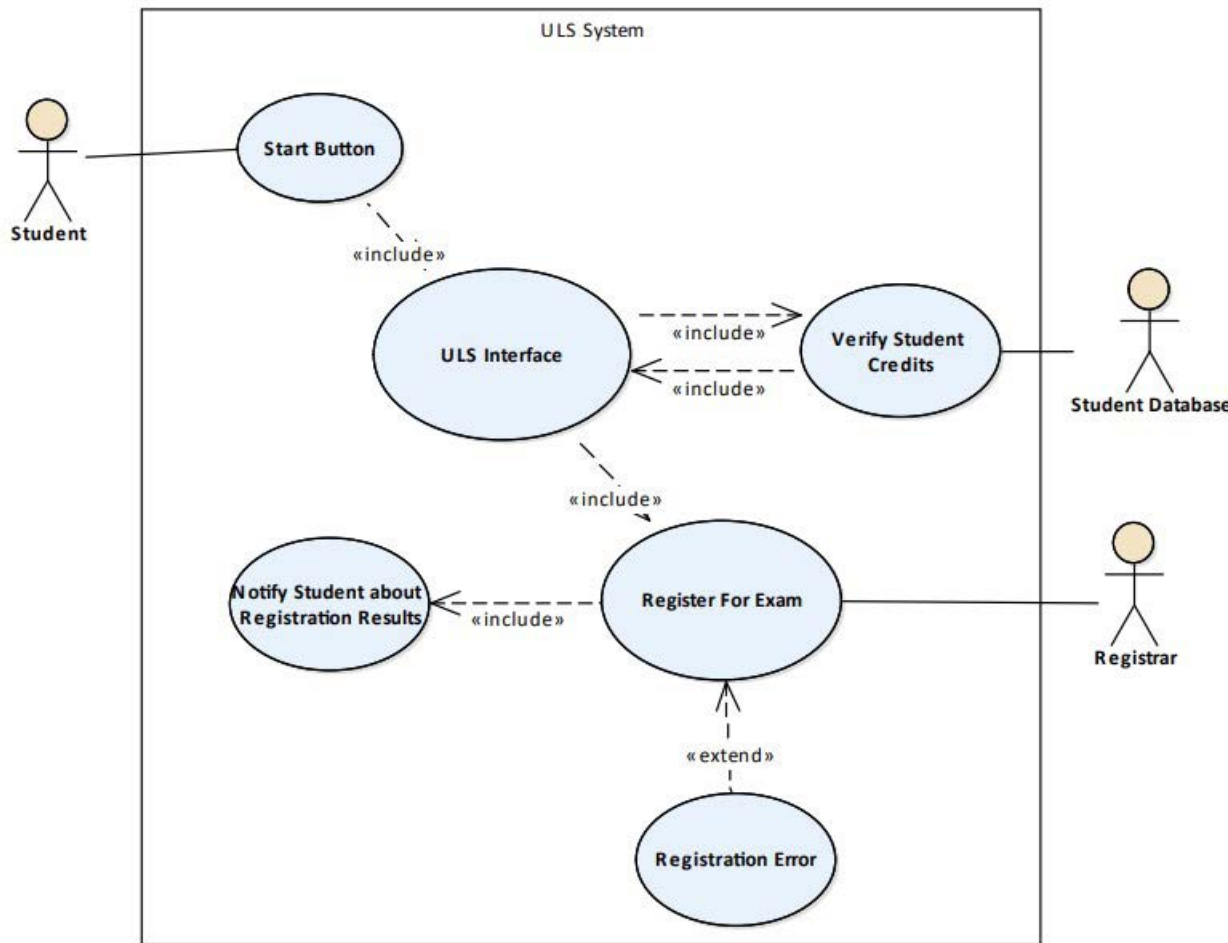 ULS System
Start Button
Student
«include»
ULS Interface
«include»
«include»
Verify Student
Credits
Student Database
«include»
Notify Student about
Registration Results
«include»
Register For Exam
Registrar
«extend»
Registration Error